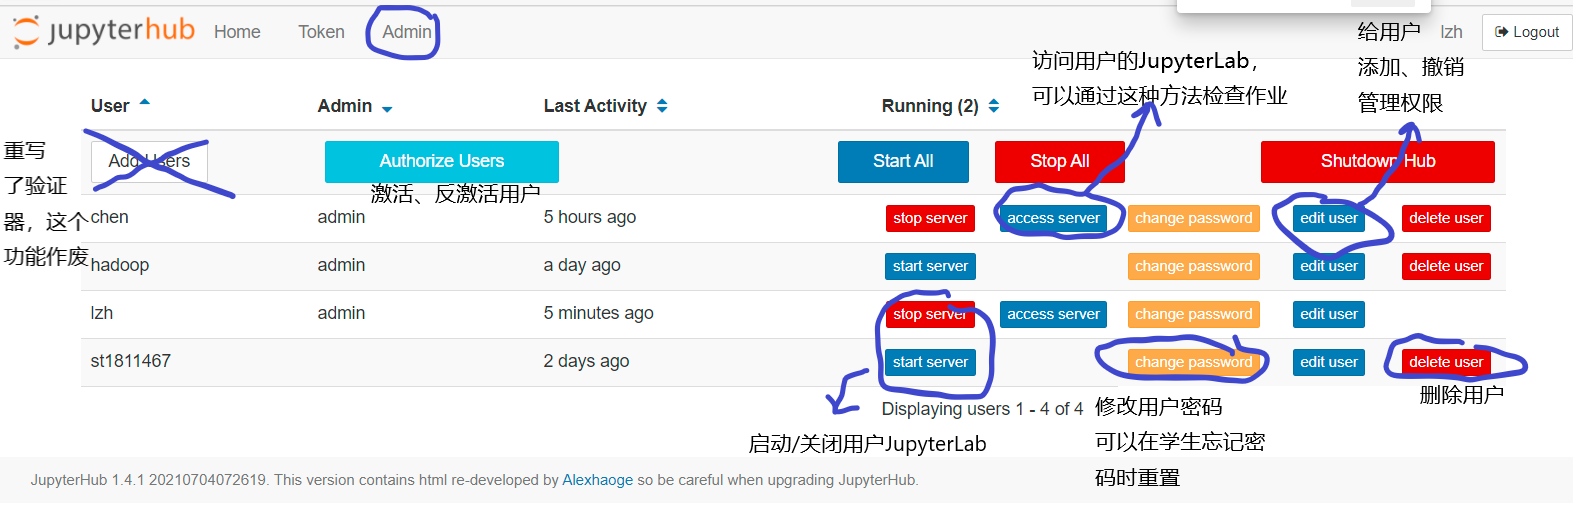 jupyterhub Home Token Admin lzh Logout
给用户
添加、撤销
管理权限
访问用户的JupyterLab，
可以通过这种方法检查作业
User Admin Last Activity Running (2)
重写
了验证
器，这个
功能作废
Add Users Authorize Users Start All Stop All Shutdown Hub
激活、反激活用户
chen admin 5 hours ago stop server access server change password edit user delete user
hadoop admin a day ago start server change password edit user delete user
lzh admin 5 minutes ago stop server access server change password edit user
st1811467 2 days ago start server change password edit user delete user
Displaying users 1 - 4 of 4
删除用户
修改用户密码
可以在学生忘记密
码时重置
启动/关闭用户JupyterLab
JupyterHub 1.4.1 20210704072619. This version contains html re-developed by Alexhaoge so be careful when upgrading JupyterHub.